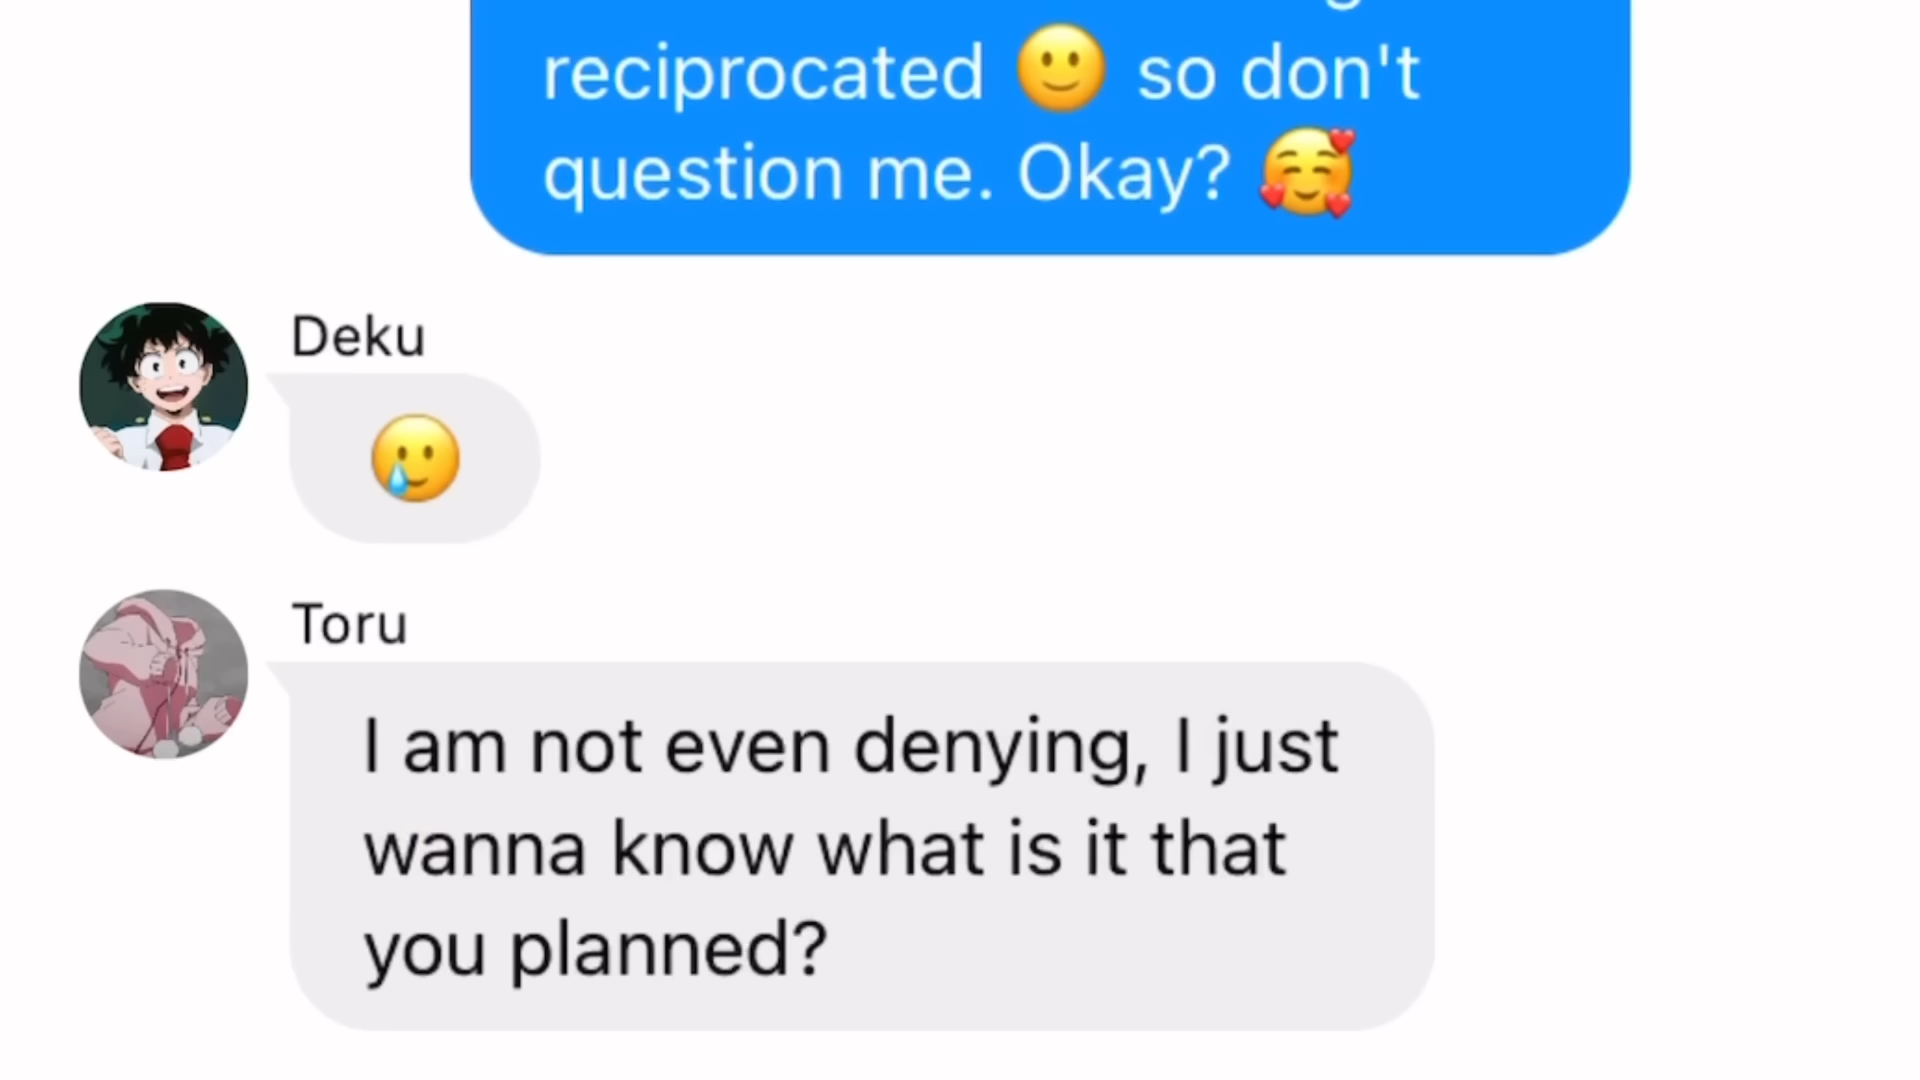 reciprocated 🙂 so don't
question me. Okay? 🥰
Deku
🥲
Toru
I am not even denying, I just
wanna know what is it that
you planned?